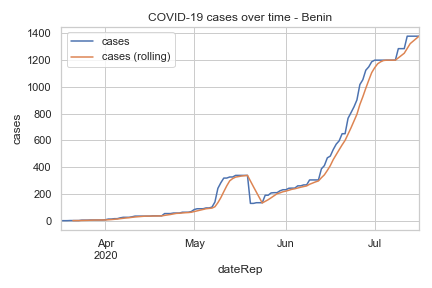 COVID-19 cases over time - Benin
cases
cases (rolling)
1400
1200
1000
800
600
400
200
0
cases
Apr
2020
May
Jun
Jul
dateRep